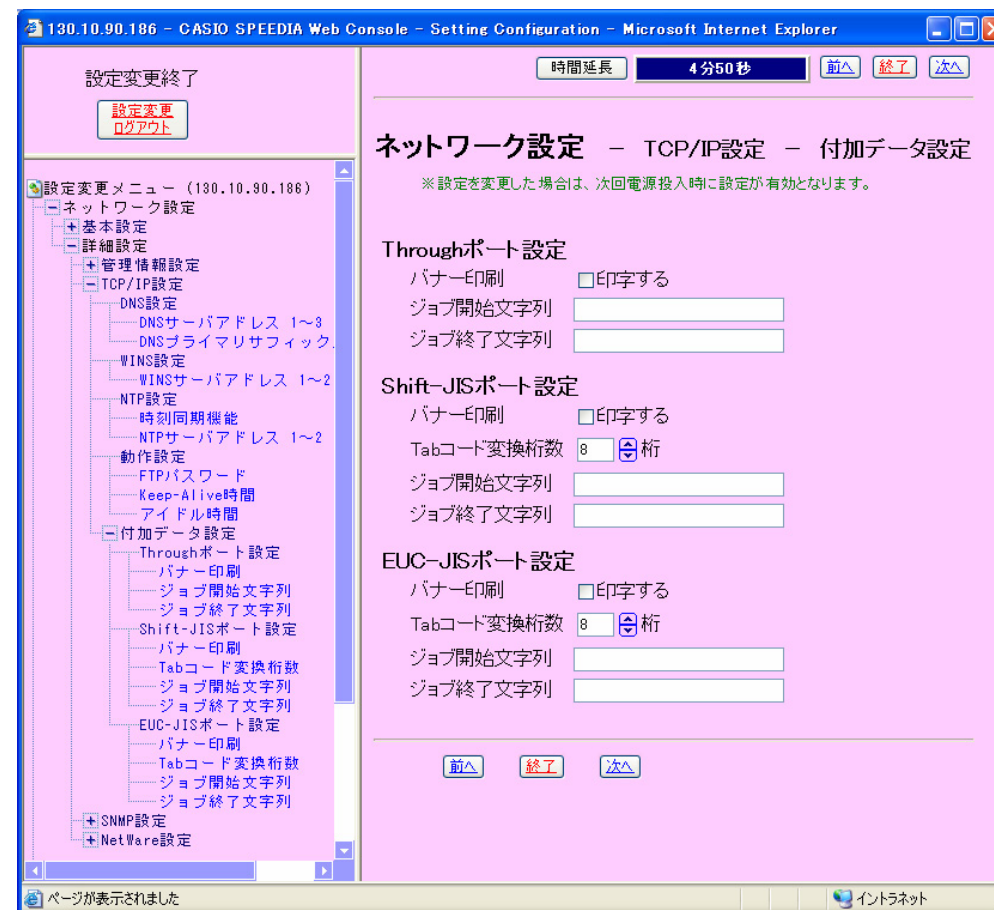 130.10.90.186 - CASIO SPEEDIA Web Console - Setting Configuration - Microsoft Internet Explorer
設定変更終了
設定変更
ログアウト
設定変更メニュー (130.10.90.186)
ネットワーク設定
基本設定
詳細設定
管理情報設定
TCP/IP設定
DNS設定
DNSサーバアドレス 1~3
DNSプライマリサフィック
WINS設定
WINSサーバアドレス 1~2
NTP設定
時刻同期機能
NTPサーバアドレス 1~2
動作設定
FTPパスワード
Keep-Alive時間
アイドル時間
付加データ設定
Throughポート設定
バナー印刷
ジョブ開始文字列
ジョブ終了文字列
Shift-JISポート設定
バナー印刷
Tabコード変換桁数
ジョブ開始文字列
ジョブ終了文字列
EUC-JISポート設定
バナー印刷
Tabコード変換桁数
ジョブ開始文字列
ジョブ終了文字列
SNMP設定
NetWare設定
時間延長 4分50秒 前へ 終了 次へ
ネットワーク設定 - TCP/IP設定 - 付加データ設定
※設定を変更した場合は、次回電源投入時に設定が有効となります。
Throughポート設定
バナー印刷 印字する
ジョブ開始文字列
ジョブ終了文字列
Shift-JISポート設定
バナー印刷 印字する
Tabコード変換桁数 8 桁
ジョブ開始文字列
ジョブ終了文字列
EUC-JISポート設定
バナー印刷 印字する
Tabコード変換桁数 8 桁
ジョブ開始文字列
ジョブ終了文字列
前へ 終了 次へ
ページが表示されました イントラネット